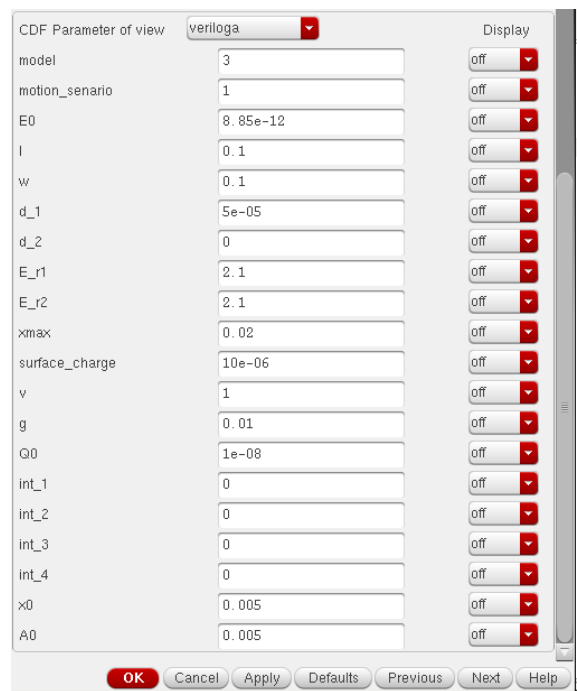 CDF Parameter of view veriloga Display
model 3 off
motion_senario 1 off
E0 8.85e-12 off
l 0.1 off
w 0.1 off
d_1 5e-05 off
d_2 0 off
E_r1 2.1 off
E_r2 2.1 off
xmax 0.02 off
surface_charge 10e-06 off
v 1 off
g 0.01 off
Q0 1e-08 off
int_1 0 off
int_2 0 off
int_3 0 off
int_4 0 off
x0 0.005 off
A0 0.005 off
OK Cancel Apply Defaults Previous Next Help